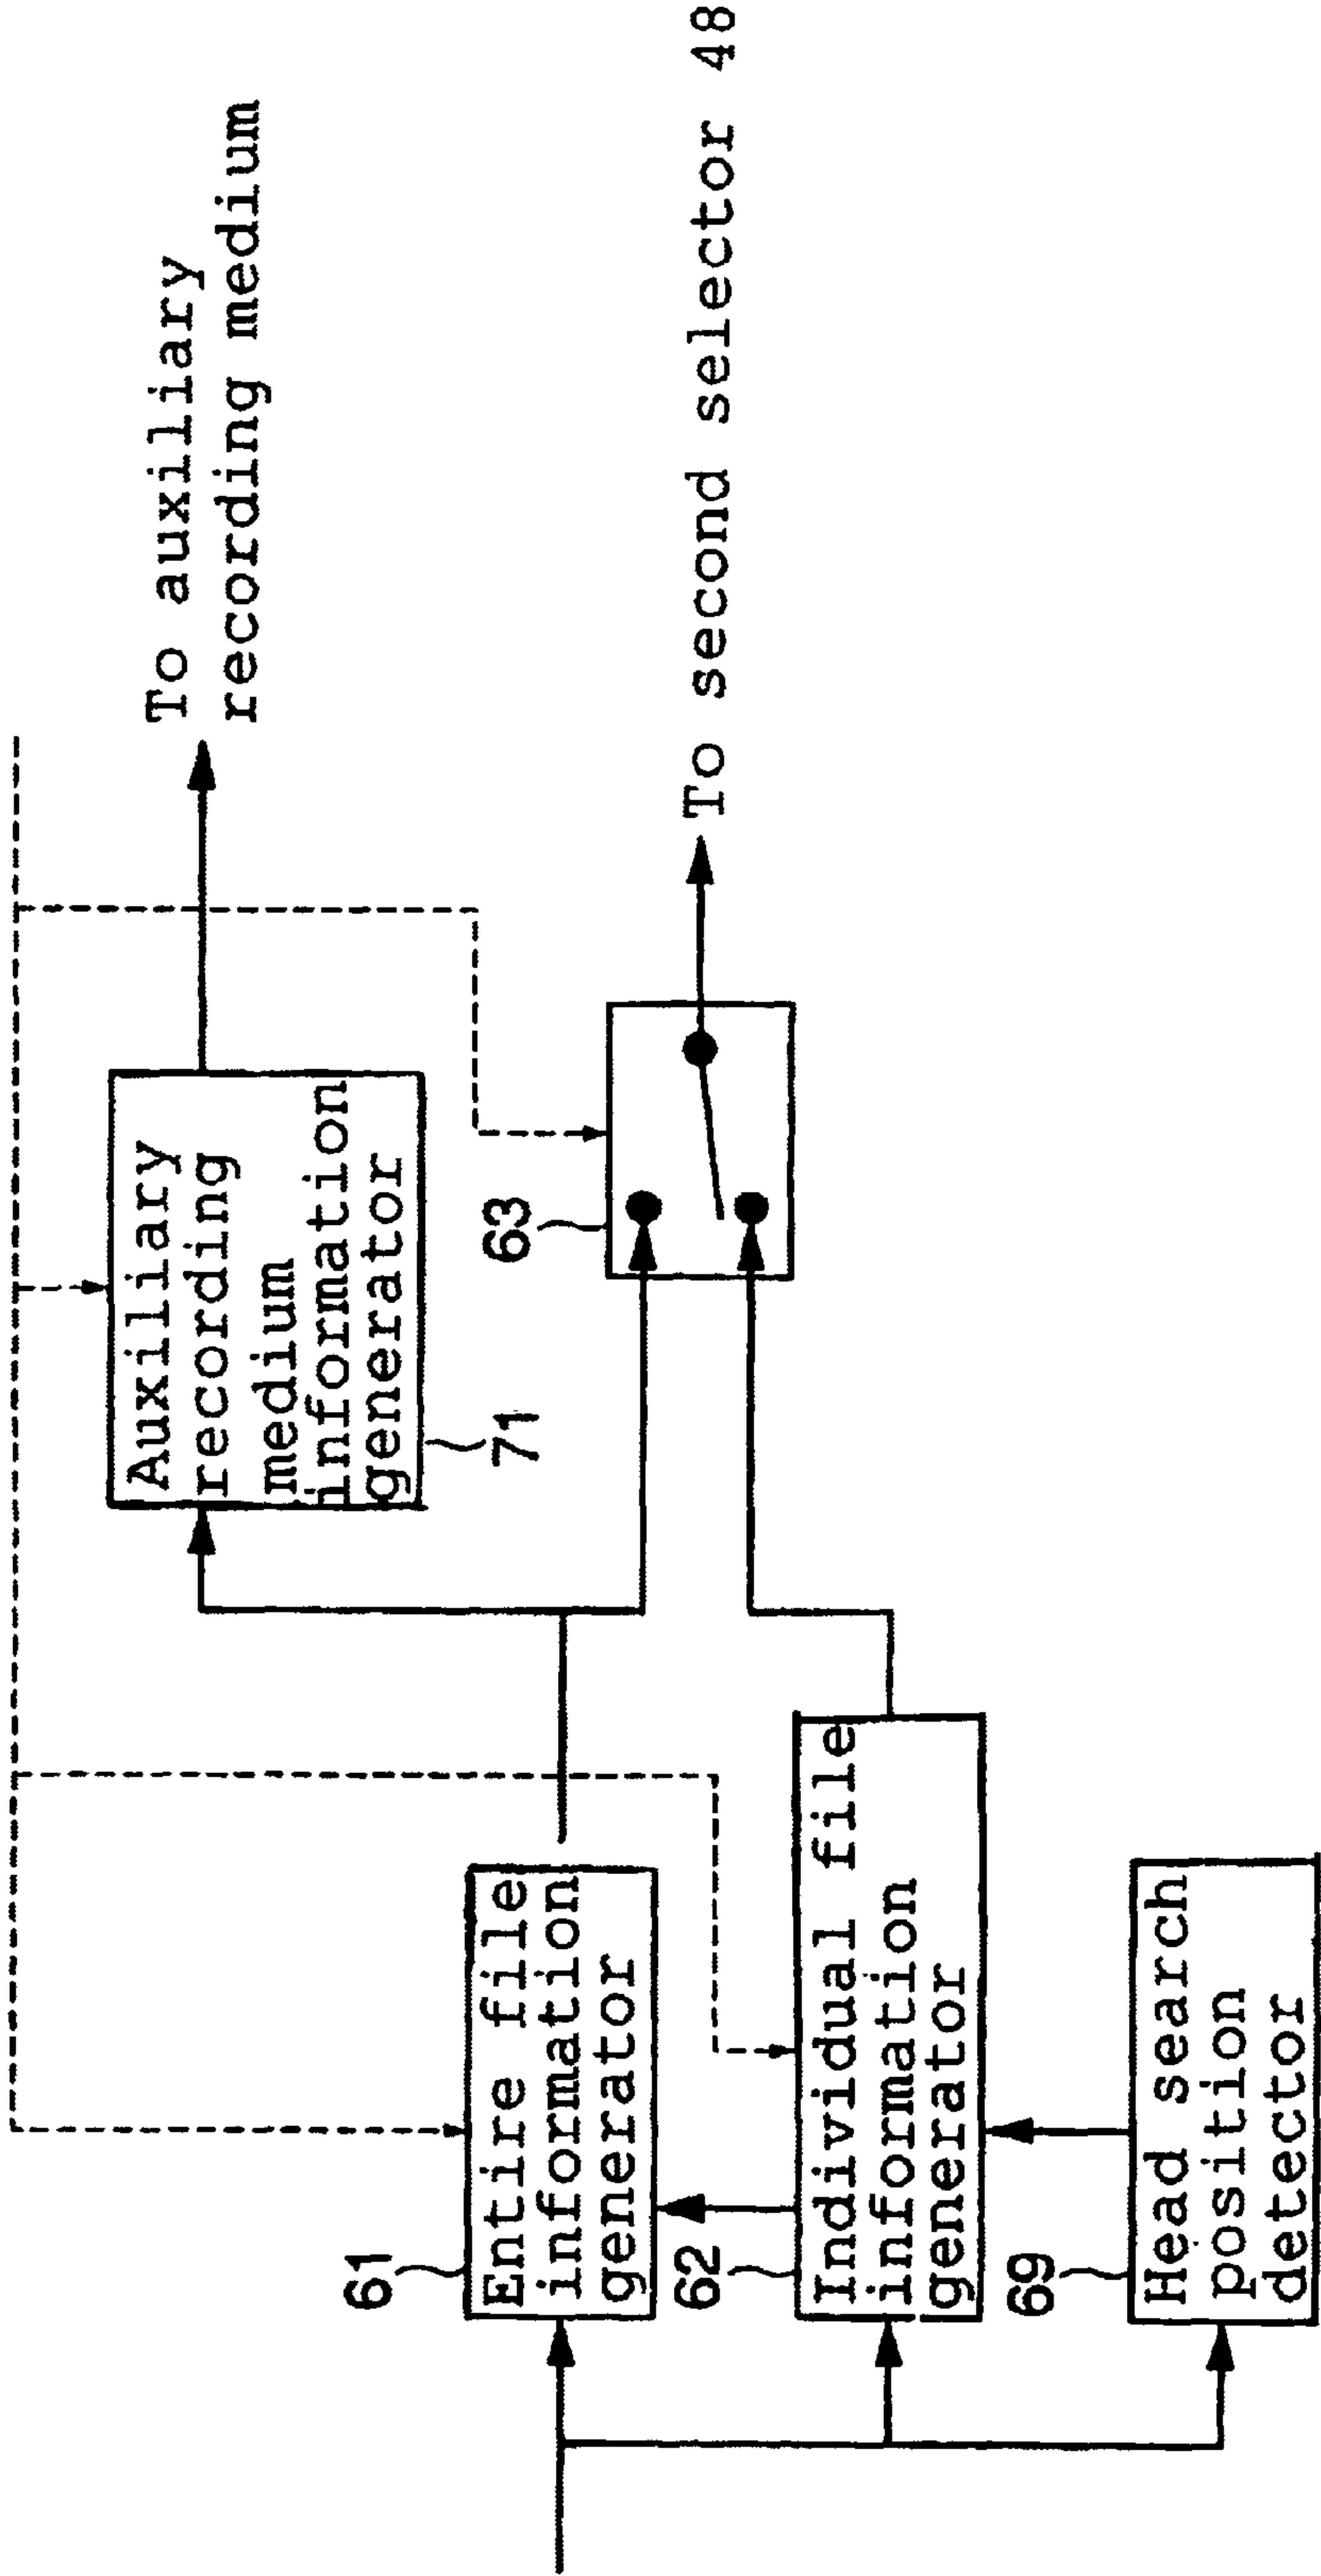 To auxiliary
recording medium
Auxiliary
recording
medium
information
generator
71
63
To second selector 48
61
Entire file
information
generator
62
Individual file
information
generator
69
Head search
position
detector